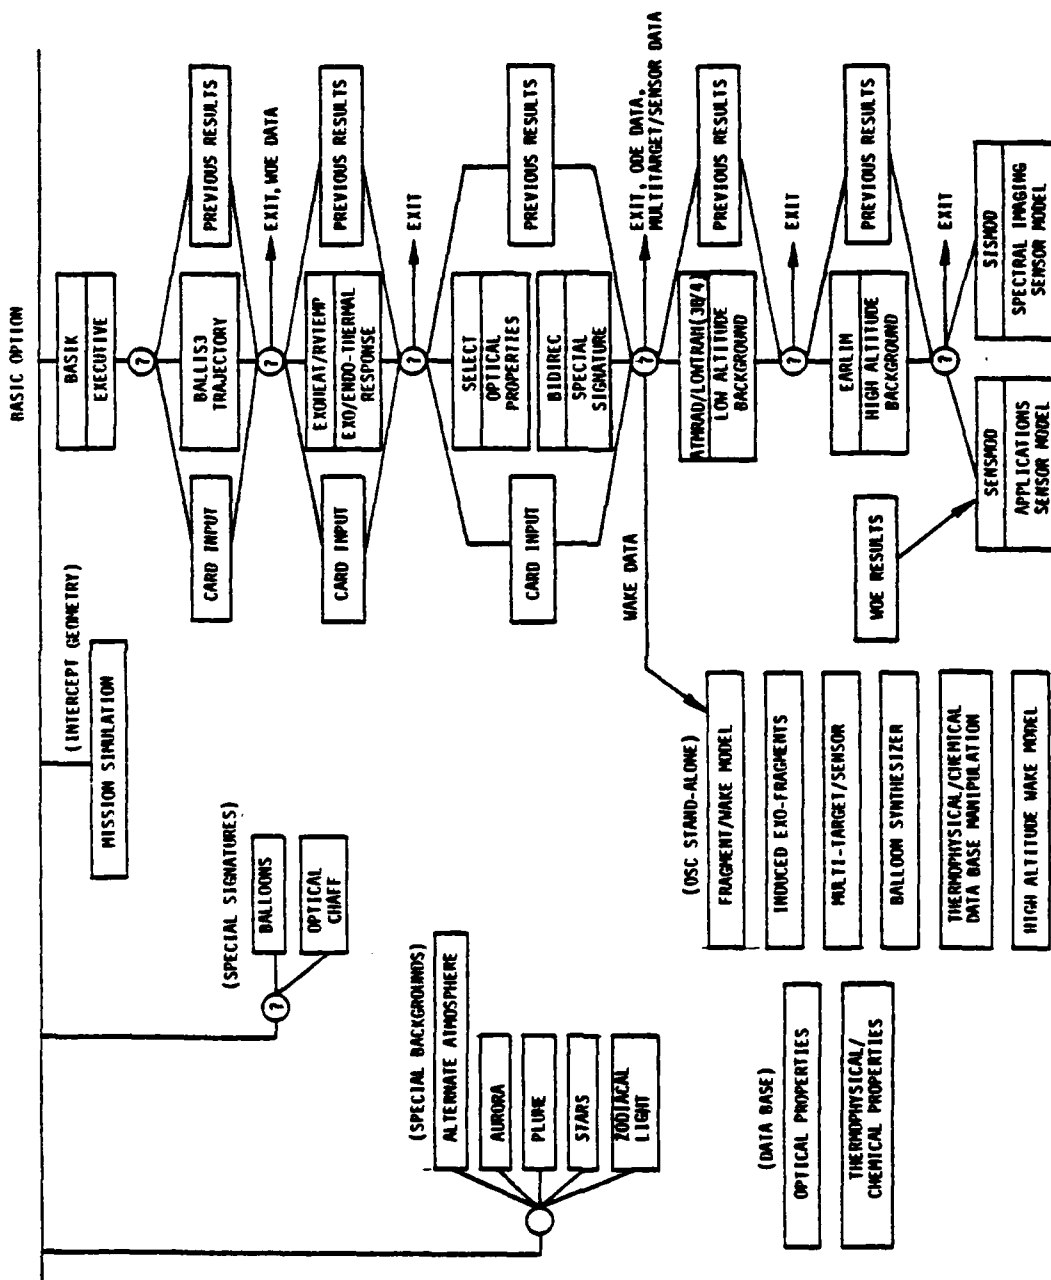 BASIC OPTION
BASIK
EXECUTIVE
?
CARD INPUT
BALLIS3
TRAJECTORY
PREVIOUS RESULTS
?
EXIT, WOE DATA
CARD INPUT
EXOHEAT/RVTEMP
EXO/ENDO-THERMAL
RESPONSE
PREVIOUS RESULTS
?
EXIT
CARD INPUT
SELECT
OPTICAL
PROPERTIES
BIDIREC
SPECIAL
SIGNATURE
PREVIOUS RESULTS
?
EXIT, ODE DATA,
MULTITARGET/SENSOR DATA
WAKE DATA
ATMRAD/LOWTRAN(3B/4)
LOW ALTITUDE
BACKGROUND
PREVIOUS RESULTS
?
EXIT
EARLIM
HIGH ALTITUDE
BACKGROUND
PREVIOUS RESULTS
?
EXIT
WOE RESULTS
SENSMOD
APPLICATIONS
SENSOR MODEL
SISMOD
SPECTRAL IMAGING
SENSOR MODEL
(INTERCEPT GEOMETRY)
MISSION SIMULATION
(SPECIAL SIGNATURES)
?
BALLOONS
OPTICAL
CHAFF
(SPECIAL BACKGROUNDS)
ALTERNATE ATMOSPHERE
AURORA
PLUME
STARS
ZODIACAL
LIGHT
(OSC STAND-ALONE)
FRAGMENT/WAKE MODEL
INDUCED EXO-FRAGMENTS
MULTI-TARGET/SENSOR
BALLOON SYNTHESIZER
THERMOPHYSICAL/CHEMICAL
DATA BASE MANIPULATION
HIGH ALTITUDE WAKE MODEL
(DATA BASE)
OPTICAL PROPERTIES
THERMOPHYSICAL/
CHEMICAL PROPERTIES